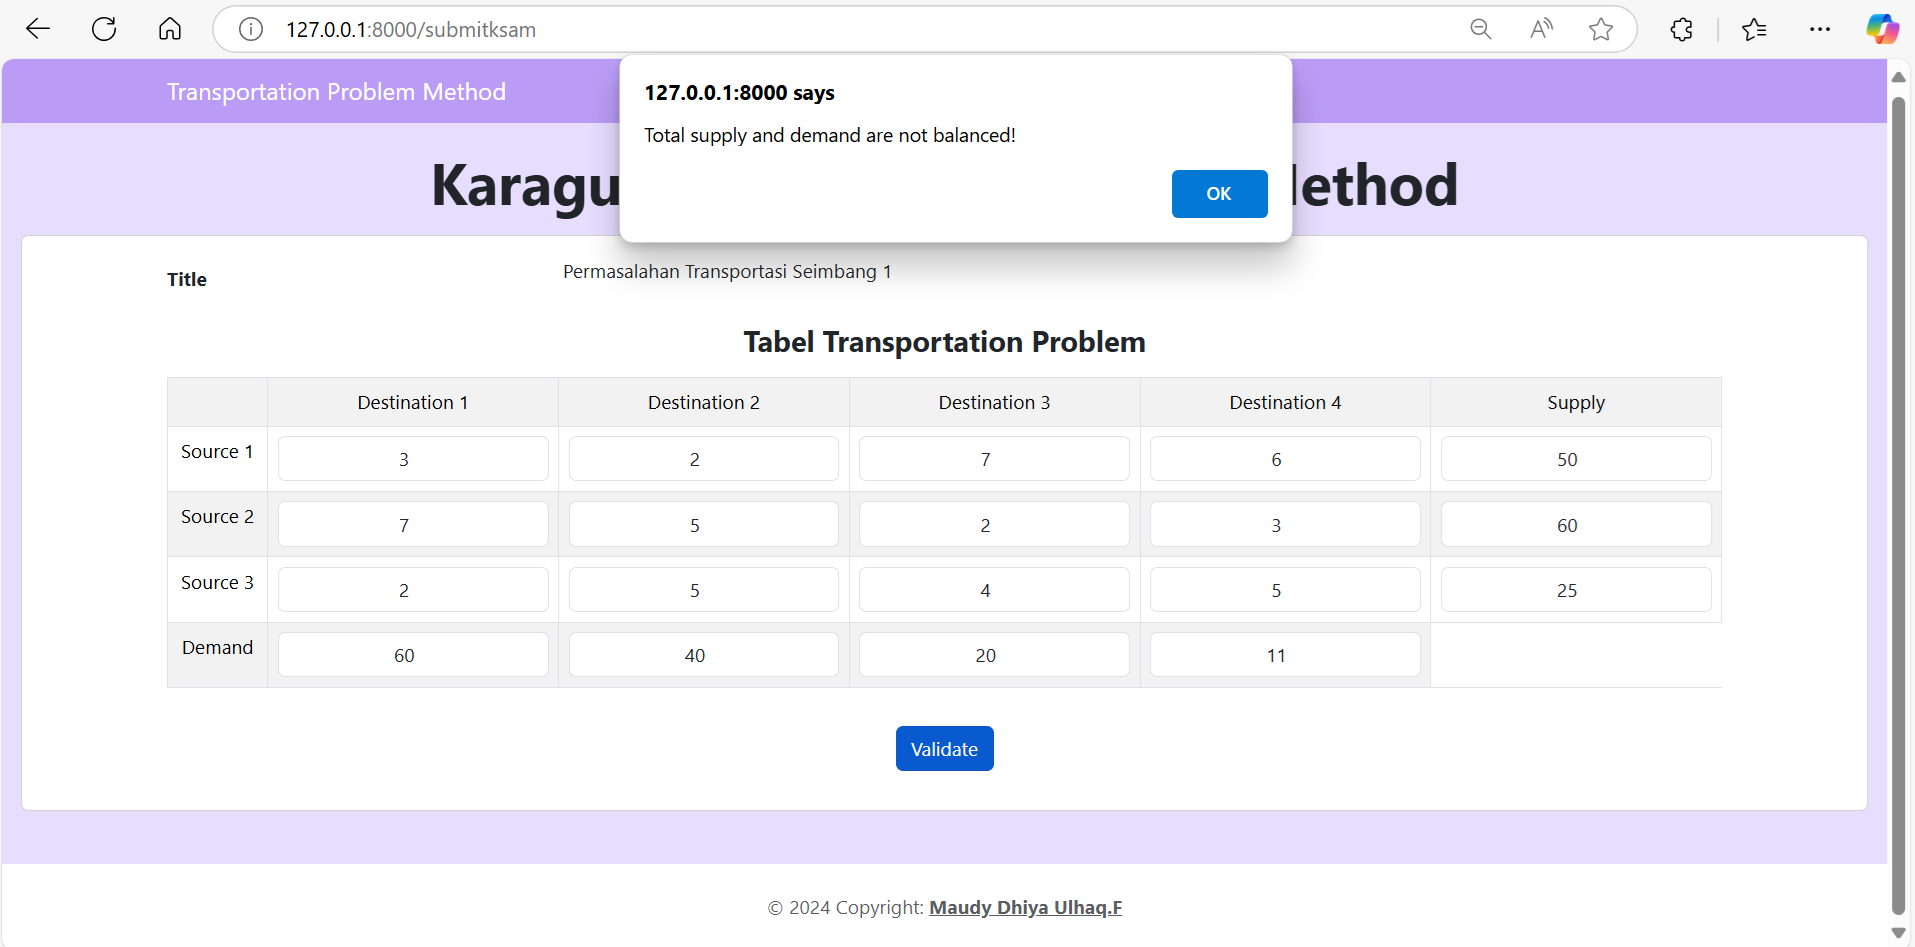 127.0.0.1:8000/submitksam
Transportation Problem Method
127.0.0.1:8000 says
Total supply and demand are not balanced!
OK
Title
Permasalahan Transportasi Seimbang 1
Tabel Transportation Problem
Destination 1 Destination 2 Destination 3 Destination 4 Supply
Source 1 3 2 7 6 50
Source 2 7 5 2 3 60
Source 3 2 5 4 5 25
Demand 60 40 20 11
Validate
© 2024 Copyright: Maudy Dhiya Ulhaq.F